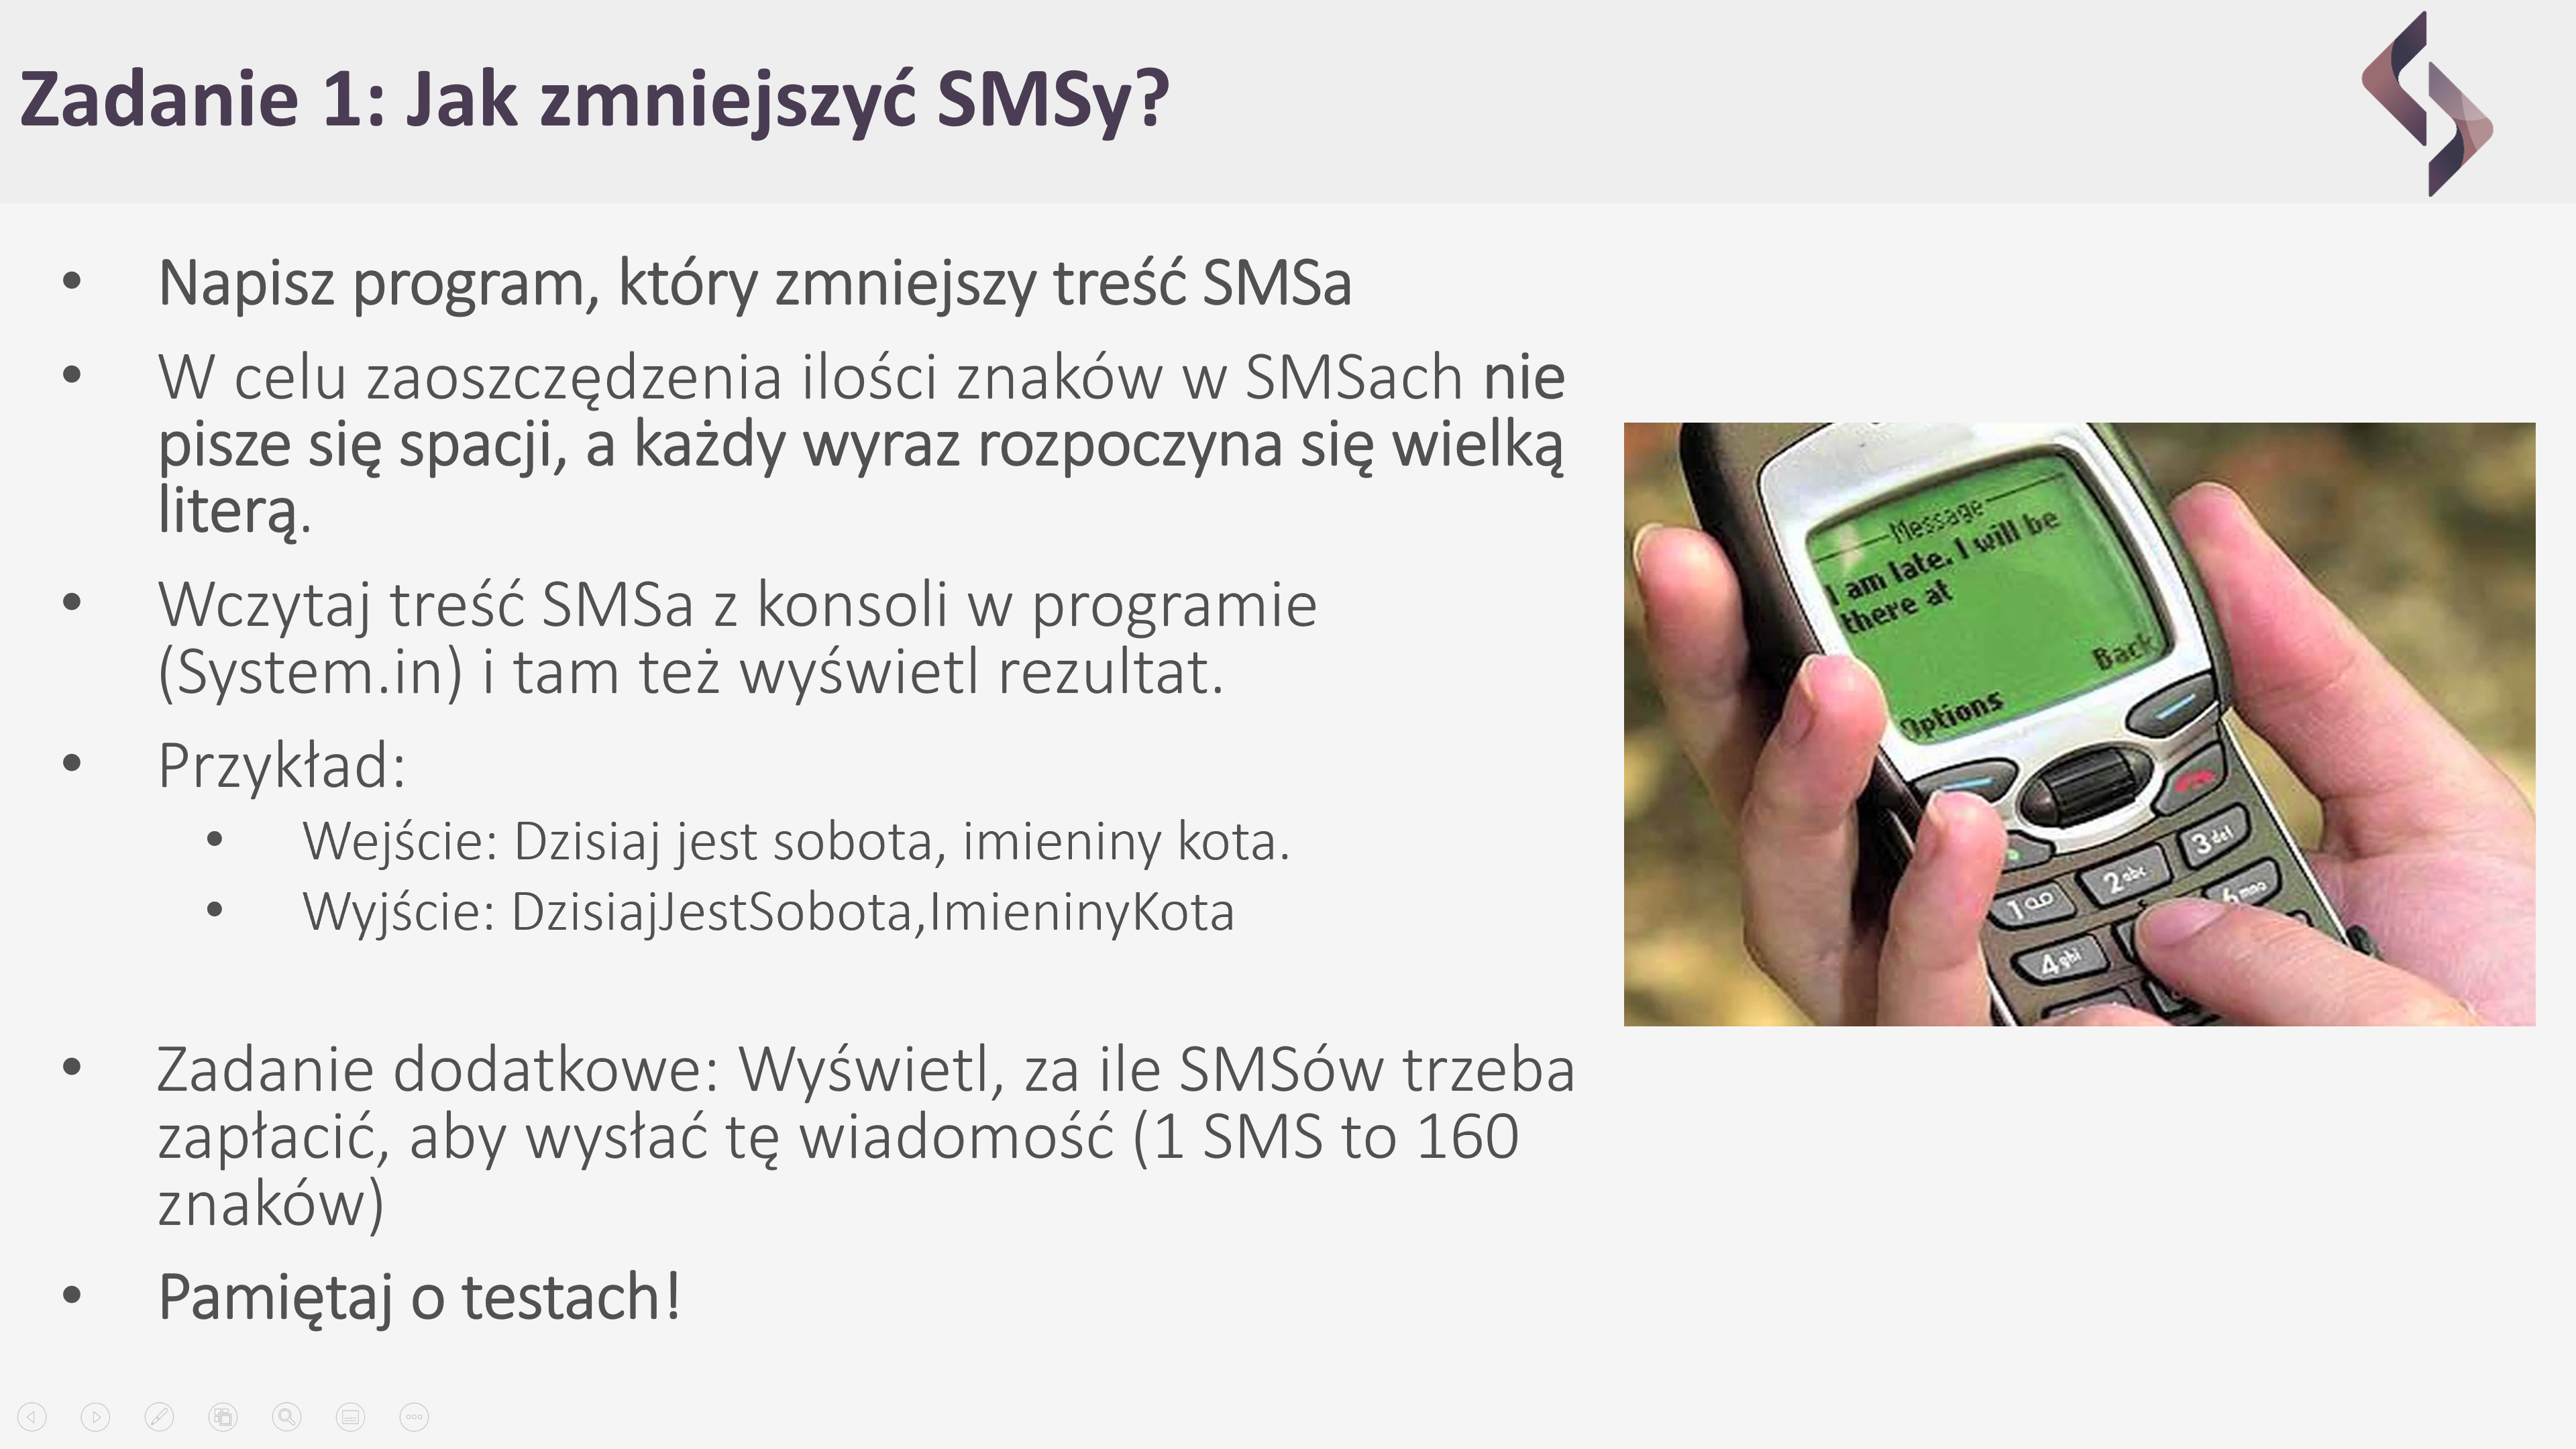 Zadanie 1: Jak zmniejszyć SMSy?
• Napisz program, który zmniejszy treść SMSa
• W celu zaoszczędzenia ilości znaków w SMSach nie
pisze się spacji, a każdy wyraz rozpoczyna się wielką
literą.
• Wczytaj treść SMSa z konsoli w programie
(System.in) i tam też wyświetl rezultat.
• Przykład:
• Wejście: Dzisiaj jest sobota, imieniny kota.
• Wyjście: DzisiajJestSobota,ImieninyKota
• Zadanie dodatkowe: Wyświetl, za ile SMSów trzeba
zapłacić, aby wysłać tę wiadomość (1 SMS to 160
znaków)
• Pamiętaj o testach!
Message
I am late. I will be
there at
Back
Options
3 def
2 abc
1
6 mno
4 ghi